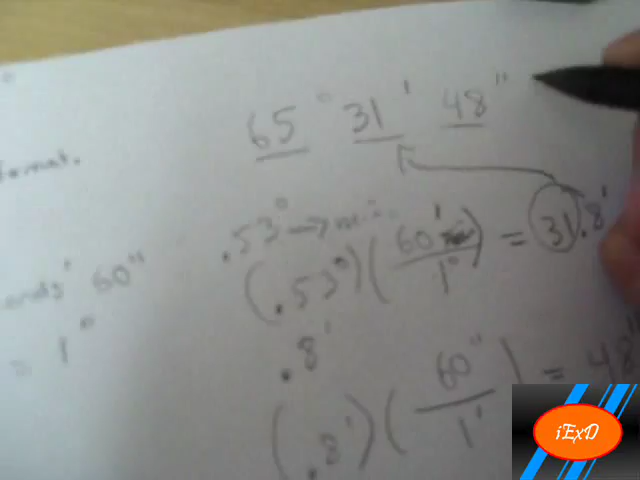 65° 31' 48"
format.
.53° → min.
60"
(.53°)(60' / 1°) = 31.8'
= 1°
.8'
(.8')(60" / 1') = 48"
iExD